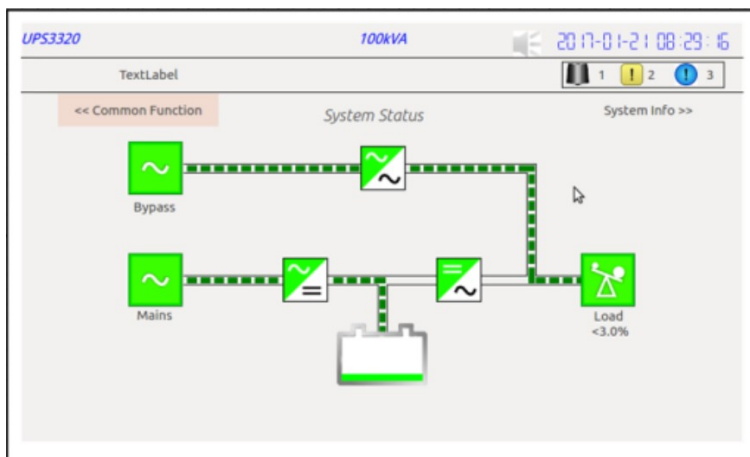 UPS3320 100kVA 2017-01-21 08:29:16
TextLabel 1 ! 2 ! 3
<< Common Function System Status System Info >>
Bypass
Mains Load
<3.0%